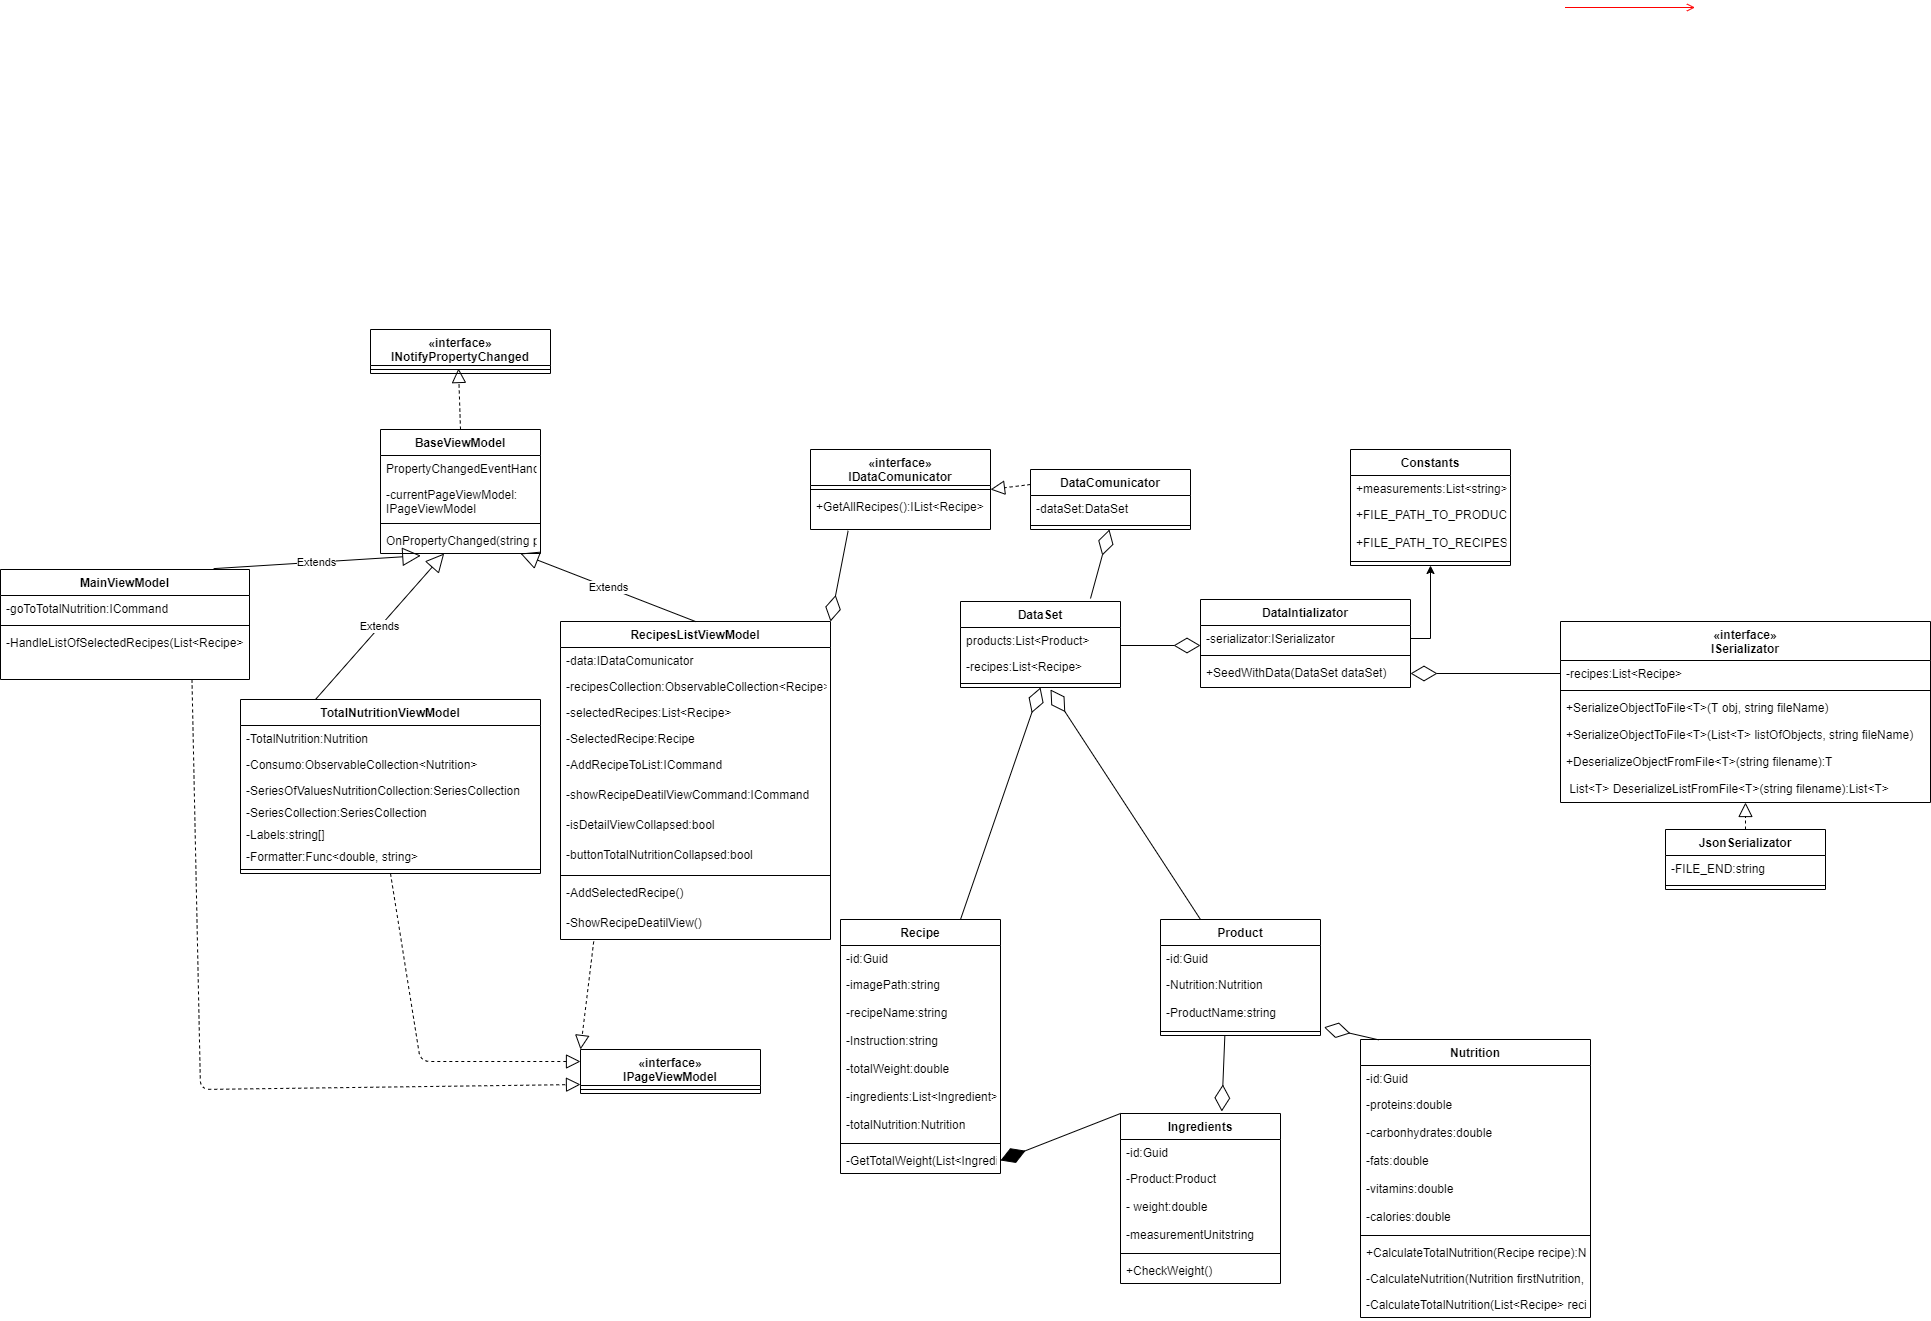 «interface»
INotifyPropertyChanged
BaseViewModel
PropertyChangedEventHand
-currentPageViewModel:
IPageViewModel
OnPropertyChanged(string p
Extends
Extends
Extends
MainViewModel
-goToTotalNutrition:ICommand
-HandleListOfSelectedRecipes(List<Recipe>
TotalNutritionViewModel
-TotalNutrition:Nutrition
-Consumo:ObservableCollection<Nutrition>
-SeriesOfValuesNutritionCollection:SeriesCollection
-SeriesCollection:SeriesCollection
-Labels:string[]
-Formatter:Func<double, string>
RecipesListViewModel
-data:IDataComunicator
-recipesCollection:ObservableCollection<Recipe>
-selectedRecipes:List<Recipe>
-SelectedRecipe:Recipe
-AddRecipeToList:ICommand
-showRecipeDeatilViewCommand:ICommand
-isDetailViewCollapsed:bool
-buttonTotalNutritionCollapsed:bool
-AddSelectedRecipe()
-ShowRecipeDeatilView()
«interface»
IPageViewModel
«interface»
IDataComunicator
+GetAllRecipes():IList<Recipe>
DataComunicator
-dataSet:DataSet
DataSet
products:List<Product>
-recipes:List<Recipe>
DataIntializator
-serializator:ISerializator
+SeedWithData(DataSet dataSet)
Constants
+measurements:List<string>
+FILE_PATH_TO_PRODUC
+FILE_PATH_TO_RECIPES
«interface»
ISerializator
-recipes:List<Recipe>
+SerializeObjectToFile<T>(T obj, string fileName)
+SerializeObjectToFile<T>(List<T> listOfObjects, string fileName)
+DeserializeObjectFromFile<T>(string filename):T
List<T> DeserializeListFromFile<T>(string filename):List<T>
JsonSerializator
-FILE_END:string
Recipe
-id:Guid
-imagePath:string
-recipeName:string
-Instruction:string
-totalWeight:double
-ingredients:List<Ingredient>
-totalNutrition:Nutrition
-GetTotalWeight(List<Ingredi
Product
-id:Guid
-Nutrition:Nutrition
-ProductName:string
Ingredients
-id:Guid
-Product:Product
- weight:double
-measurementUnitstring
+CheckWeight()
Nutrition
-id:Guid
-proteins:double
-carbonhydrates:double
-fats:double
-vitamins:double
-calories:double
+CalculateTotalNutrition(Recipe recipe):N
-CalculateNutrition(Nutrition firstNutrition,
-CalculateTotalNutrition(List<Recipe> reci